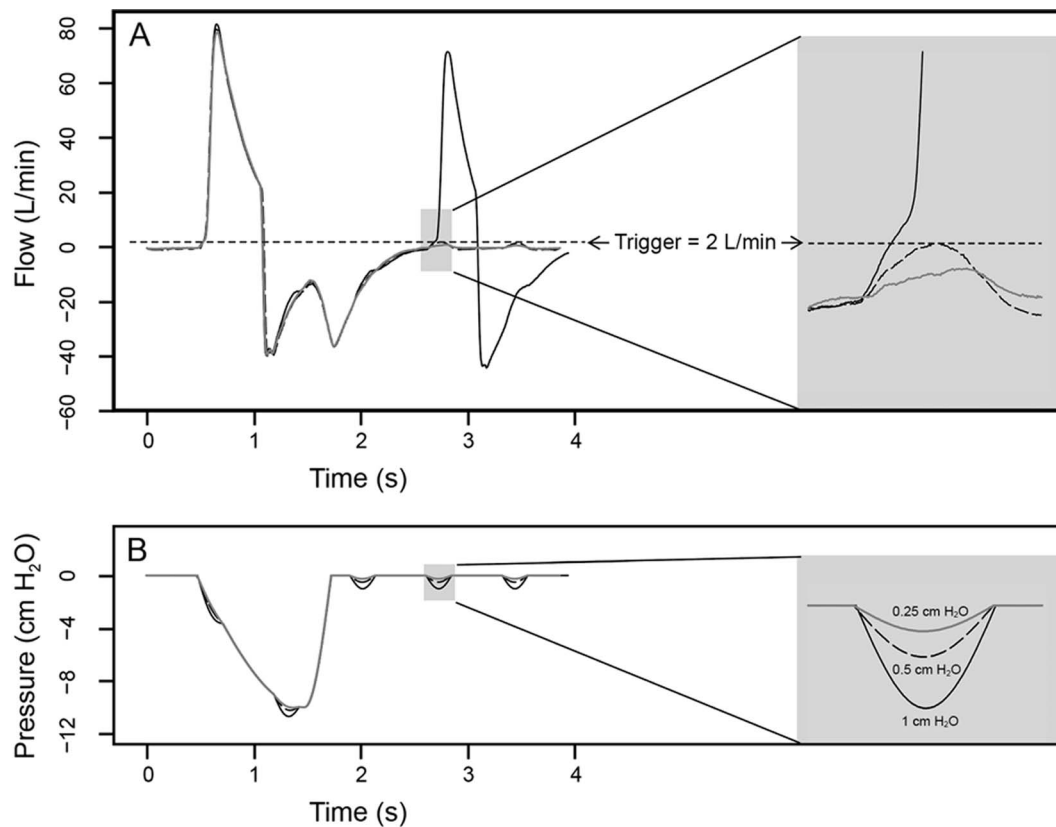 A
Flow (L/min)
80
60
40
20
0
−20
−40
−60
Trigger = 2 L/min
0 1 2 3 4
Time (s)
B
Pressure (cm H₂O)
0
−4
−8
−12
0.25 cm H₂O
0.5 cm H₂O
1 cm H₂O
0 1 2 3 4
Time (s)